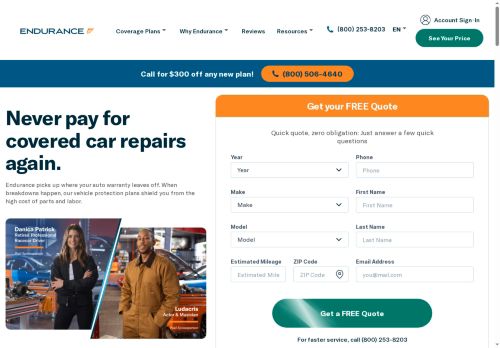 ENDURANCE
Coverage Plans
Why Endurance
Reviews
Resources
(800) 253-8203
EN
Account Sign-In
See Your Price
Call for $300 off any new plan!
(800) 506-4640
Never pay for
covered car repairs
again.
Endurance picks up where your auto warranty leaves off. When
breakdowns happen, our vehicle protection plans shield you from the
high cost of parts and labor.
Danica Patrick
Retired Professional
Racecar Driver
Paid Spokesperson
Ludacris
Actor & Musician
Paid Spokesperson
Get your FREE Quote
Quick quote, zero obligation: Just answer a few quick
questions
Year
Phone
Year
Phone
Make
First Name
Make
First Name
Model
Last Name
Model
Last Name
Estimated Mileage
ZIP Code
Email Address
Estimated Mile
ZIP Code
you@mail.com
Get a FREE Quote
For faster service, call (800) 253-8203